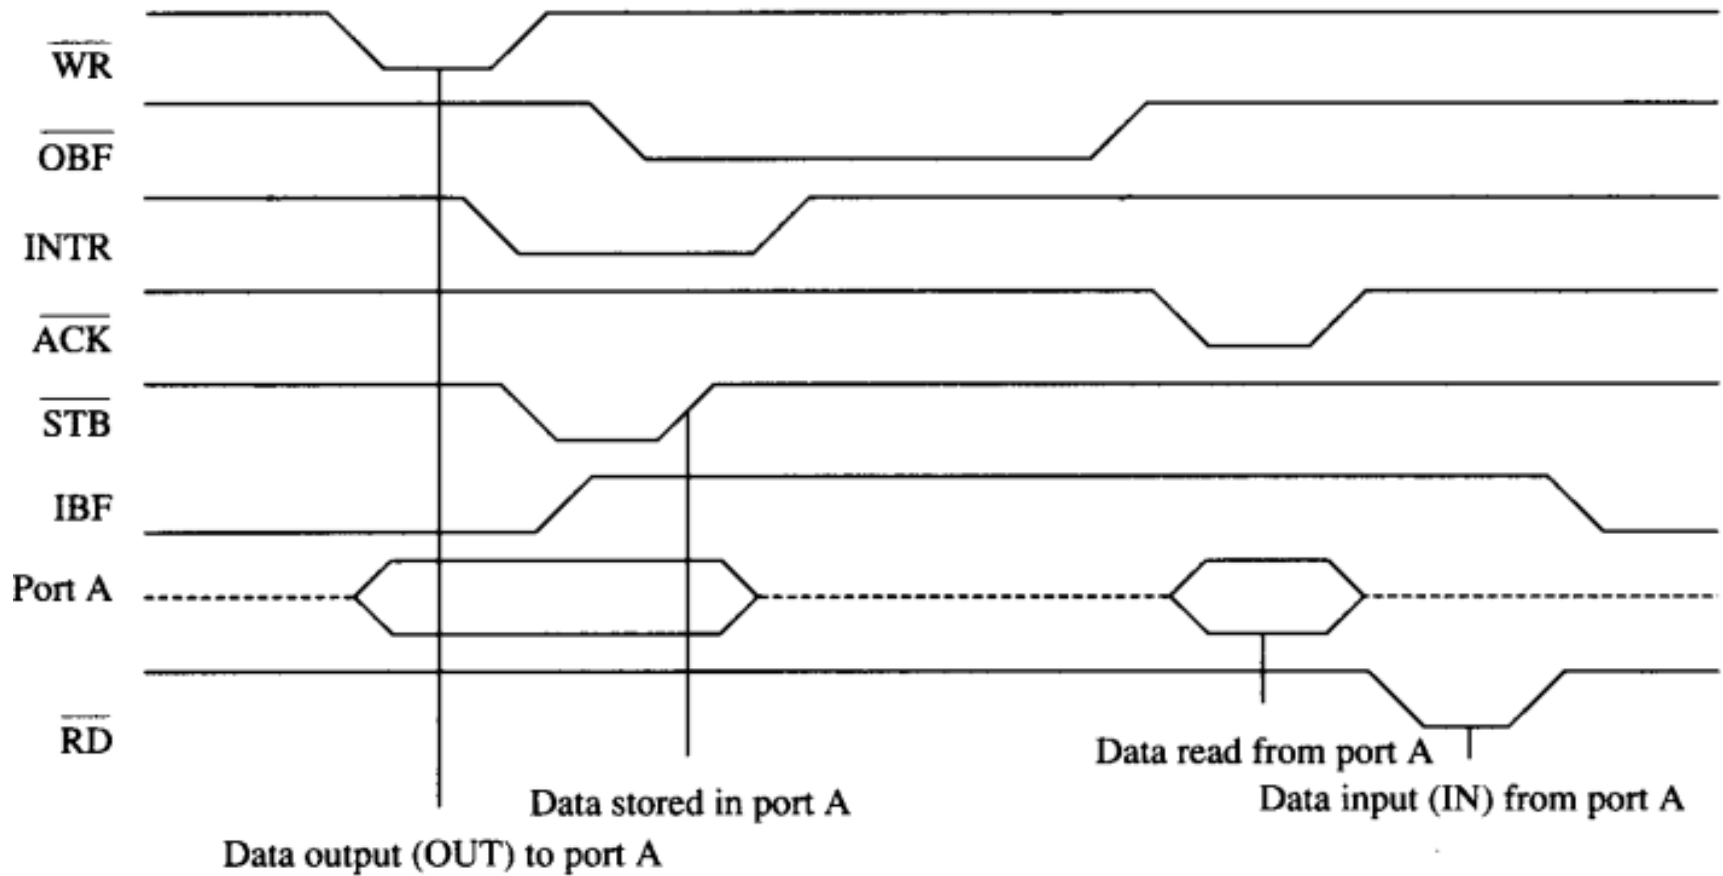 WR
OBF
INTR
ACK
STB
IBF
Port A
RD
Data read from port A
Data input (IN) from port A
Data stored in port A
Data output (OUT) to port A